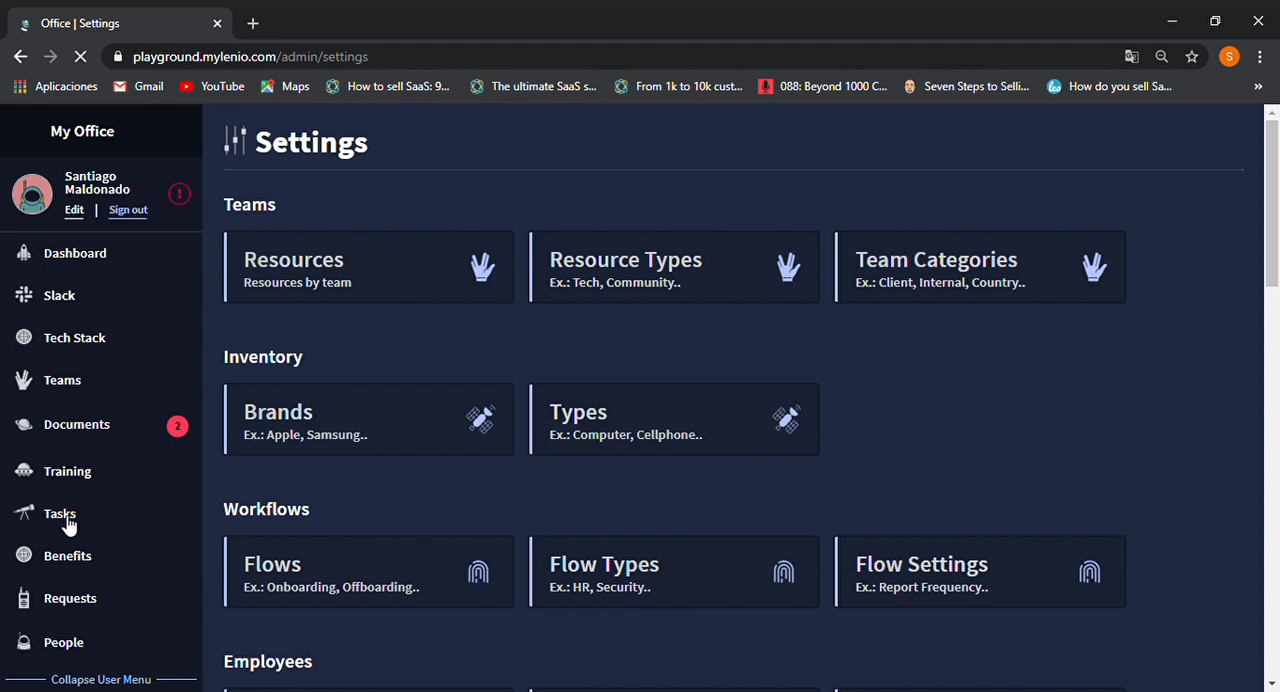 Office | Settings
playground.mylenio.com/admin/settings
S
Aplicaciones
Gmail
YouTube
Maps
How to sell SaaS: 9...
The ultimate SaaS s...
From 1k to 10k cust...
088: Beyond 1000 C...
Seven Steps to Selli...
How do you sell Sa...
»
My Office
Santiago
Maldonado
Edit | Sign out
!
Dashboard
Slack
Tech Stack
Teams
Documents
2
Training
Tasks
Benefits
Requests
People
Collapse User Menu
Settings
Teams
Resources
Resources by team
Resource Types
Ex.: Tech, Community..
Team Categories
Ex.: Client, Internal, Country..
Inventory
Brands
Ex.: Apple, Samsung..
Types
Ex.: Computer, Cellphone..
Workflows
Flows
Ex.: Onboarding, Offboarding..
Flow Types
Ex.: HR, Security..
Flow Settings
Ex.: Report Frequency..
Employees